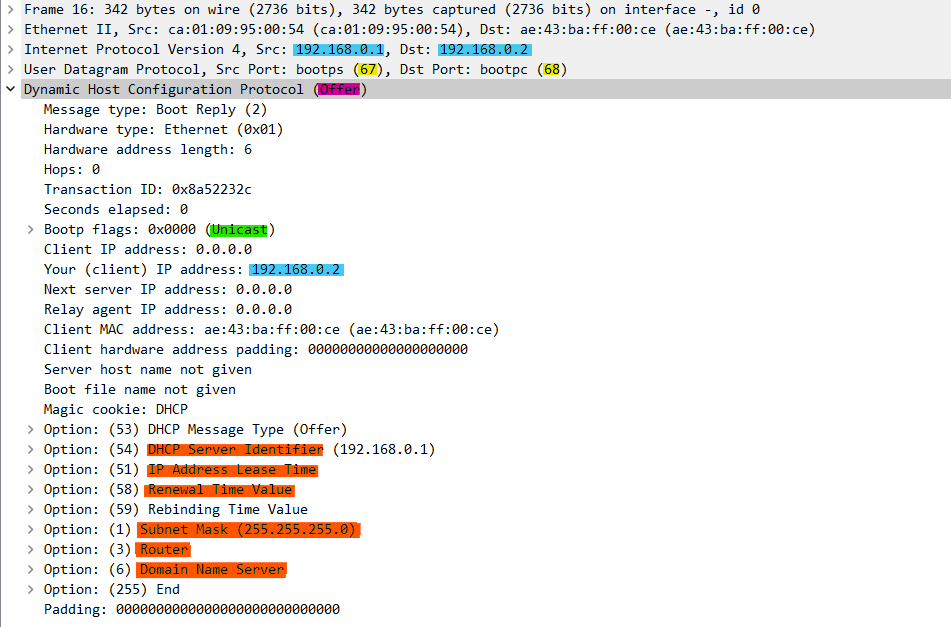 Frame 16: 342 bytes on wire (2736 bits), 342 bytes captured (2736 bits) on interface -, id 0
Ethernet II, Src: ca:01:09:95:00:54 (ca:01:09:95:00:54), Dst: ae:43:ba:ff:00:ce (ae:43:ba:ff:00:ce)
Internet Protocol Version 4, Src: 192.168.0.1, Dst: 192.168.0.2
User Datagram Protocol, Src Port: bootps (67), Dst Port: bootpc (68)
Dynamic Host Configuration Protocol (Offer)
Message type: Boot Reply (2)
Hardware type: Ethernet (0x01)
Hardware address length: 6
Hops: 0
Transaction ID: 0x8a52232c
Seconds elapsed: 0
Bootp flags: 0x0000 (Unicast)
Client IP address: 0.0.0.0
Your (client) IP address: 192.168.0.2
Next server IP address: 0.0.0.0
Relay agent IP address: 0.0.0.0
Client MAC address: ae:43:ba:ff:00:ce (ae:43:ba:ff:00:ce)
Client hardware address padding: 00000000000000000000
Server host name not given
Boot file name not given
Magic cookie: DHCP
Option: (53) DHCP Message Type (Offer)
Option: (54) DHCP Server Identifier (192.168.0.1)
Option: (51) IP Address Lease Time
Option: (58) Renewal Time Value
Option: (59) Rebinding Time Value
Option: (1) Subnet Mask (255.255.255.0)
Option: (3) Router
Option: (6) Domain Name Server
Option: (255) End
Padding: 0000000000000000000000000000